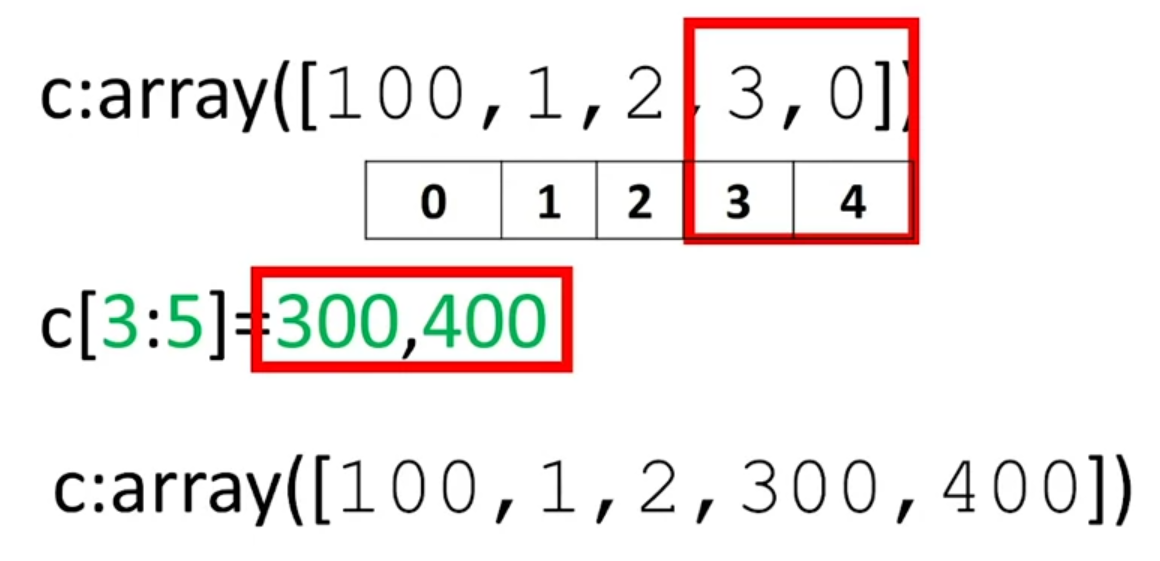 c:array([100,1,2,3,0])
0 1 2 3 4
c[3:5]=300,400
c:array([100,1,2,300,400])